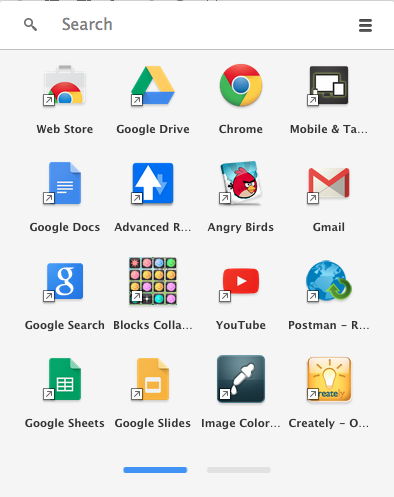 Search
Web Store
Google Drive
Chrome
Mobile & Ta...
Google Docs
Advanced R...
Angry Birds
Gmail
Google Search
Blocks Colla...
YouTube
Postman – R...
Google Sheets
Google Slides
Image Color...
creately
Creately – O...